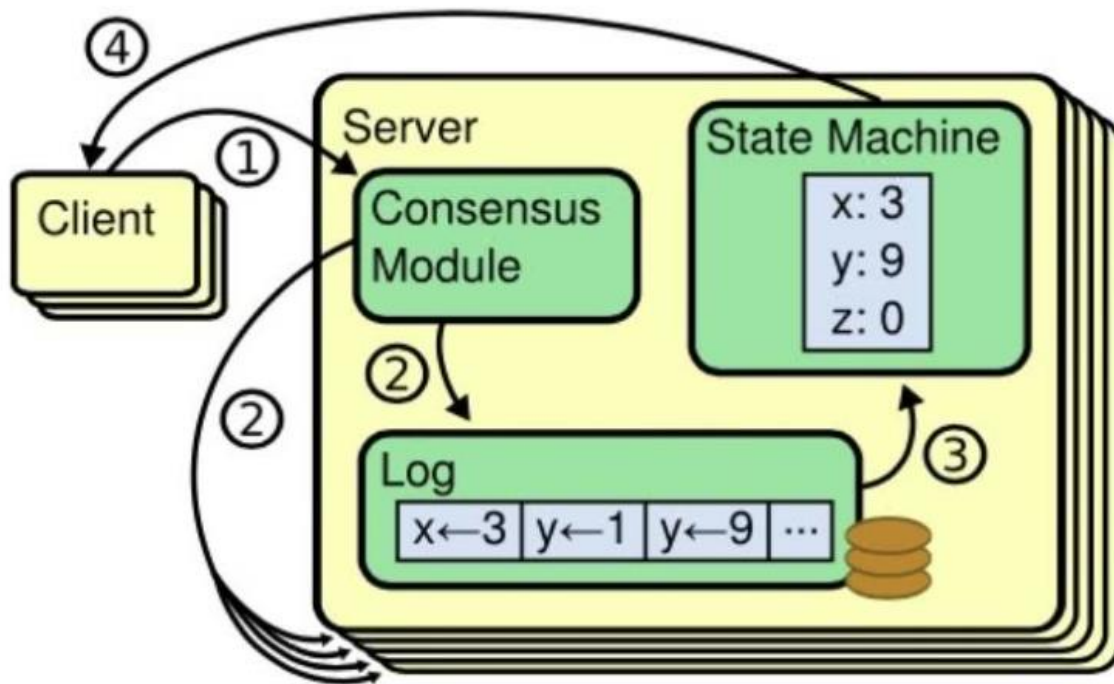 ④
①
Server
State Machine
Client
Consensus
Module
x: 3
y: 9
z: 0
②
②
③
Log
x←3 y←1 y←9 ...